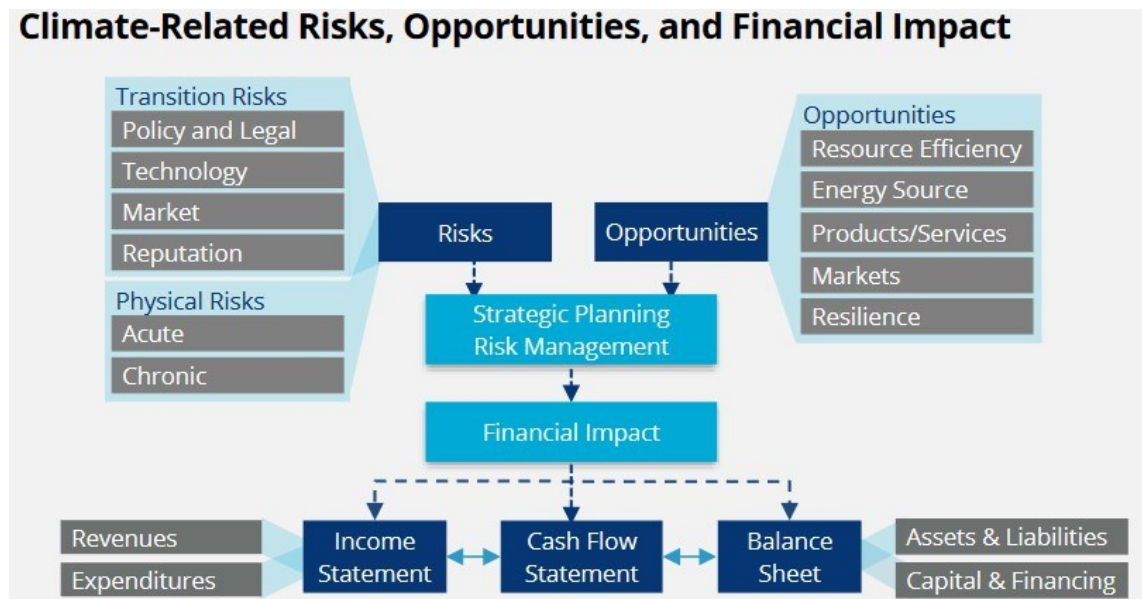 Climate-Related Risks, Opportunities, and Financial Impact
Transition Risks
Policy and Legal
Technology
Market
Reputation
Physical Risks
Acute
Chronic
Risks
Opportunities
Opportunities
Resource Efficiency
Energy Source
Products/Services
Markets
Resilience
Strategic Planning
Risk Management
Financial Impact
Revenues
Expenditures
Income
Statement
Cash Flow
Statement
Balance
Sheet
Assets & Liabilities
Capital & Financing